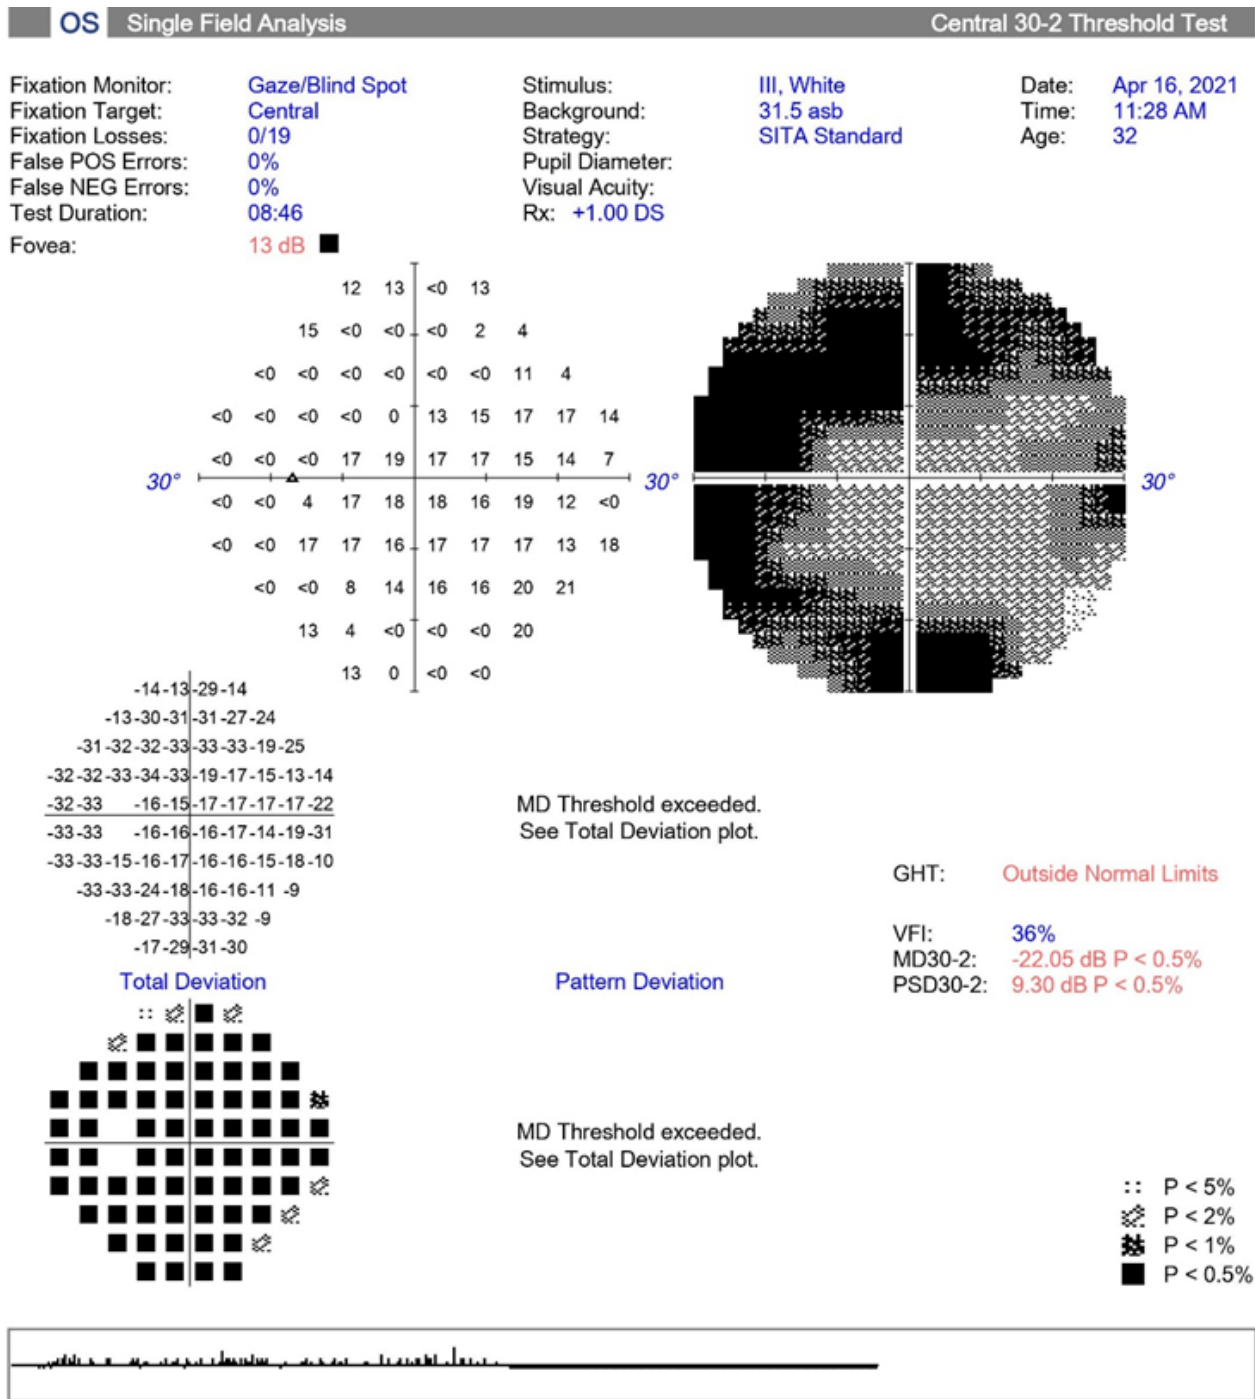 OS Single Field Analysis Central 30-2 Threshold Test
Fixation Monitor: Gaze/Blind Spot Stimulus: III, White Date: Apr 16, 2021
Fixation Target: Central Background: 31.5 asb Time: 11:28 AM
Fixation Losses: 0/19 Strategy: SITA Standard Age: 32
False POS Errors: 0% Pupil Diameter:
False NEG Errors: 0% Visual Acuity:
Test Duration: 08:46 Rx: +1.00 DS
Fovea: 13 dB
12 13 <0 13
15 <0 <0 <0 2 4
<0 <0 <0 <0 <0 <0 11 4
<0 <0 <0 <0 0 13 15 17 17 14
<0 <0 <0 17 19 17 17 15 14 7
30° 30° 30°
<0 <0 4 17 18 18 16 19 12 <0
<0 <0 17 17 16 17 17 17 13 18
<0 <0 8 14 16 16 20 21
13 4 <0 <0 <0 20
13 0 <0 <0
-14 -13 -29 -14
-13 -30 -31 -31 -27 -24
-31 -32 -32 -33 -33 -33 -19 -25
-32 -32 -33 -34 -33 -19 -17 -15 -13 -14
-32 -33 -16 -15 -17 -17 -17 -17 -22
-33 -33 -16 -16 -16 -17 -14 -19 -31
-33 -33 -15 -16 -17 -16 -16 -15 -18 -10
-33 -33 -24 -18 -16 -16 -11 -9
-18 -27 -33 -33 -32 -9
-17 -29 -31 -30
MD Threshold exceeded.
See Total Deviation plot.
GHT: Outside Normal Limits
VFI: 36%
MD30-2: -22.05 dB P < 0.5%
PSD30-2: 9.30 dB P < 0.5%
Total Deviation Pattern Deviation
MD Threshold exceeded.
See Total Deviation plot.
P < 5%
P < 2%
P < 1%
P < 0.5%